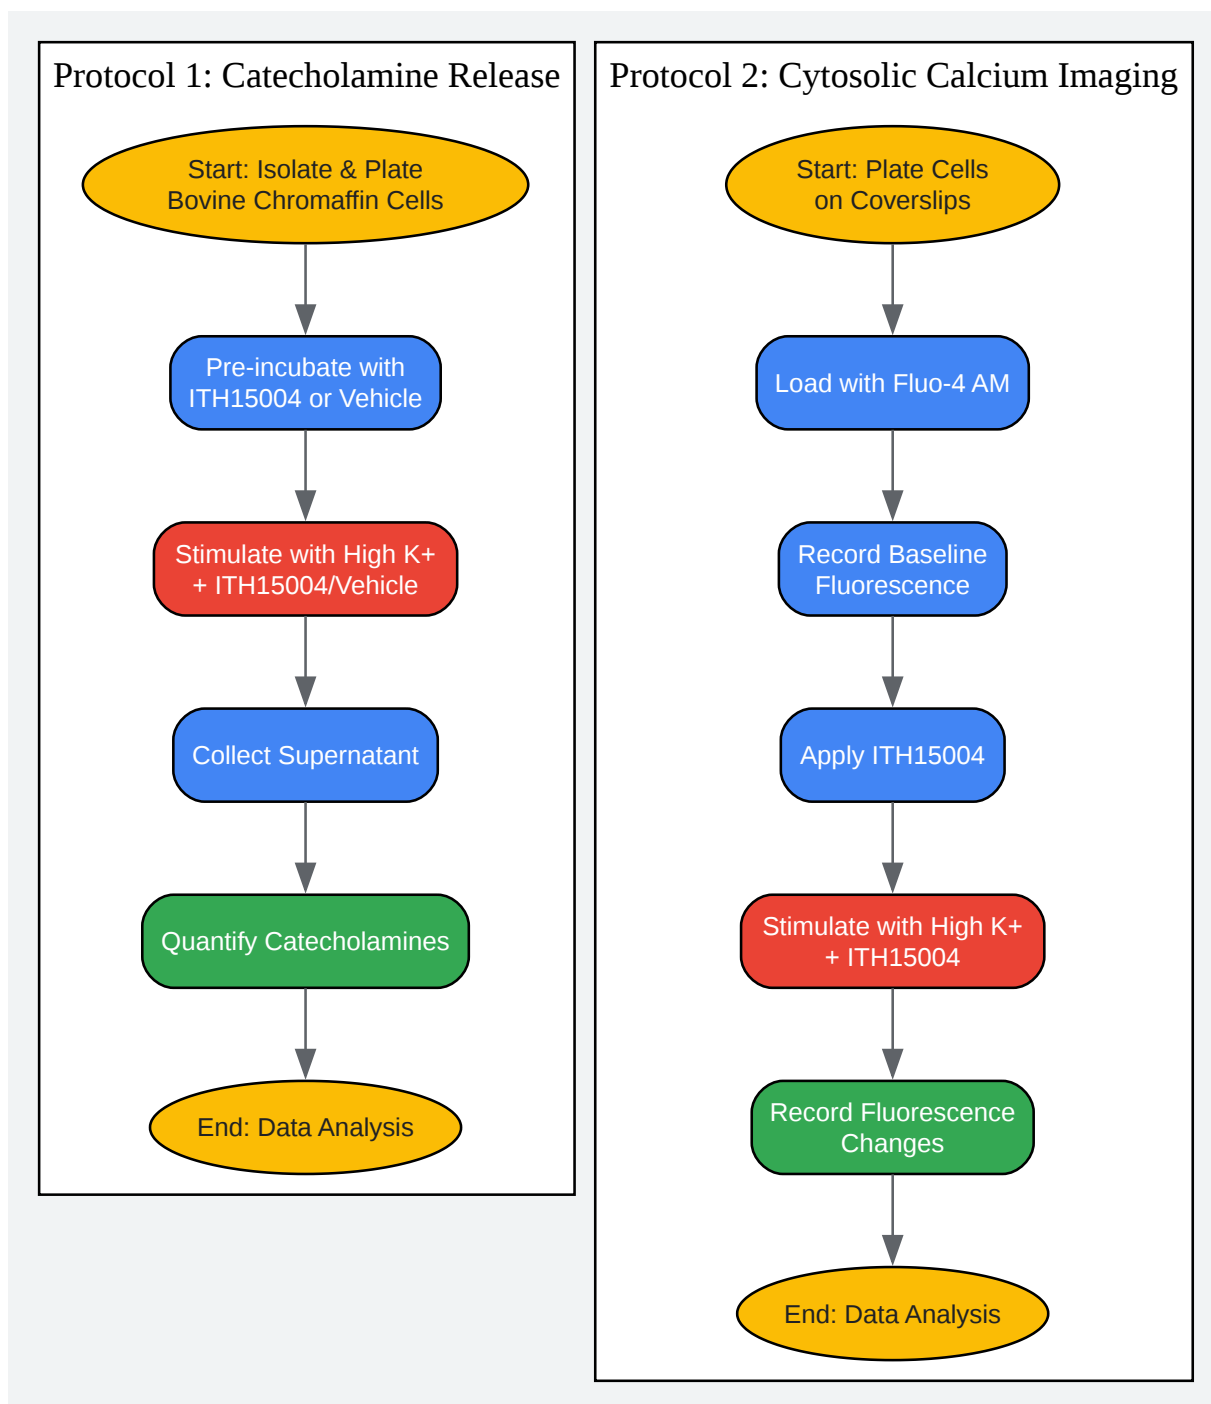 Protocol 1: Catecholamine Release
Start: Isolate & Plate
Bovine Chromaffin Cells
Pre-incubate with
ITH15004 or Vehicle
Stimulate with High K+
+ ITH15004/Vehicle
Collect Supernatant
Quantify Catecholamines
End: Data Analysis
Protocol 2: Cytosolic Calcium Imaging
Start: Plate Cells
on Coverslips
Load with Fluo-4 AM
Record Baseline
Fluorescence
Apply ITH15004
Stimulate with High K+
+ ITH15004
Record Fluorescence
Changes
End: Data Analysis